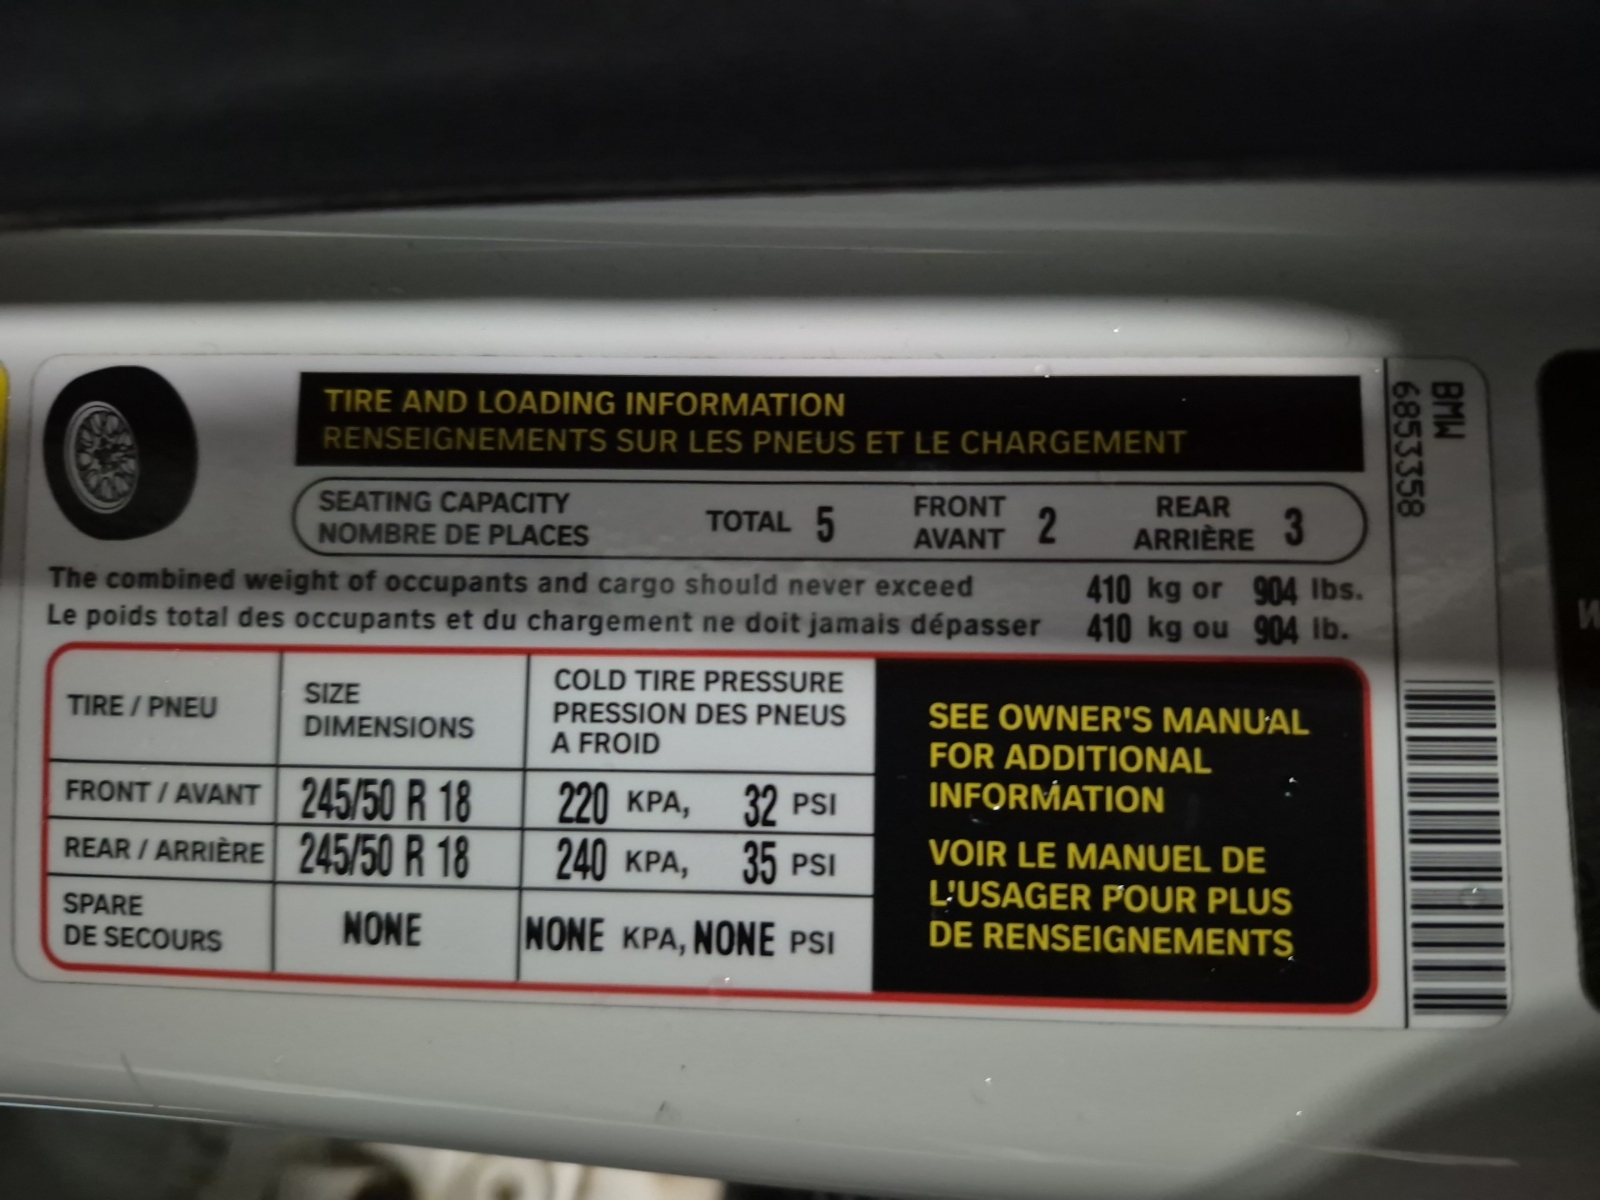 TIRE AND LOADING INFORMATION
RENSEIGNEMENTS SUR LES PNEUS ET LE CHARGEMENT
SEATING CAPACITY
NOMBRE DE PLACES
TOTAL 5
FRONT
AVANT 2
REAR
ARRIÈRE 3
The combined weight of occupants and cargo should never exceed 410 kg or 904 lbs.
Le poids total des occupants et du chargement ne doit jamais dépasser 410 kg ou 904 lb.
TIRE / PNEU
SIZE
DIMENSIONS
COLD TIRE PRESSURE
PRESSION DES PNEUS
A FROID
FRONT / AVANT 245/50 R 18 220 KPA, 32 PSI
REAR / ARRIÈRE 245/50 R 18 240 KPA, 35 PSI
SPARE
DE SECOURS
NONE NONE KPA, NONE PSI
SEE OWNER'S MANUAL
FOR ADDITIONAL
INFORMATION
VOIR LE MANUEL DE
L'USAGER POUR PLUS
DE RENSEIGNEMENTS
BMW
6853358